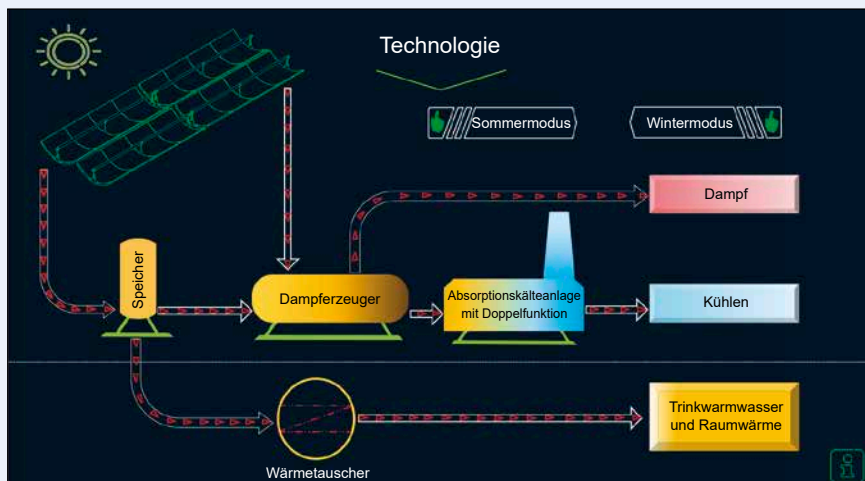 Technologie
Sommermodus
Wintermodus
Dampf
Speicher
Dampferzeuger
Absorptionskälteanlage
mit Doppelfunktion
Kühlen
Trinkwarmwasser
und Raumwärme
Wärmetauscher
i